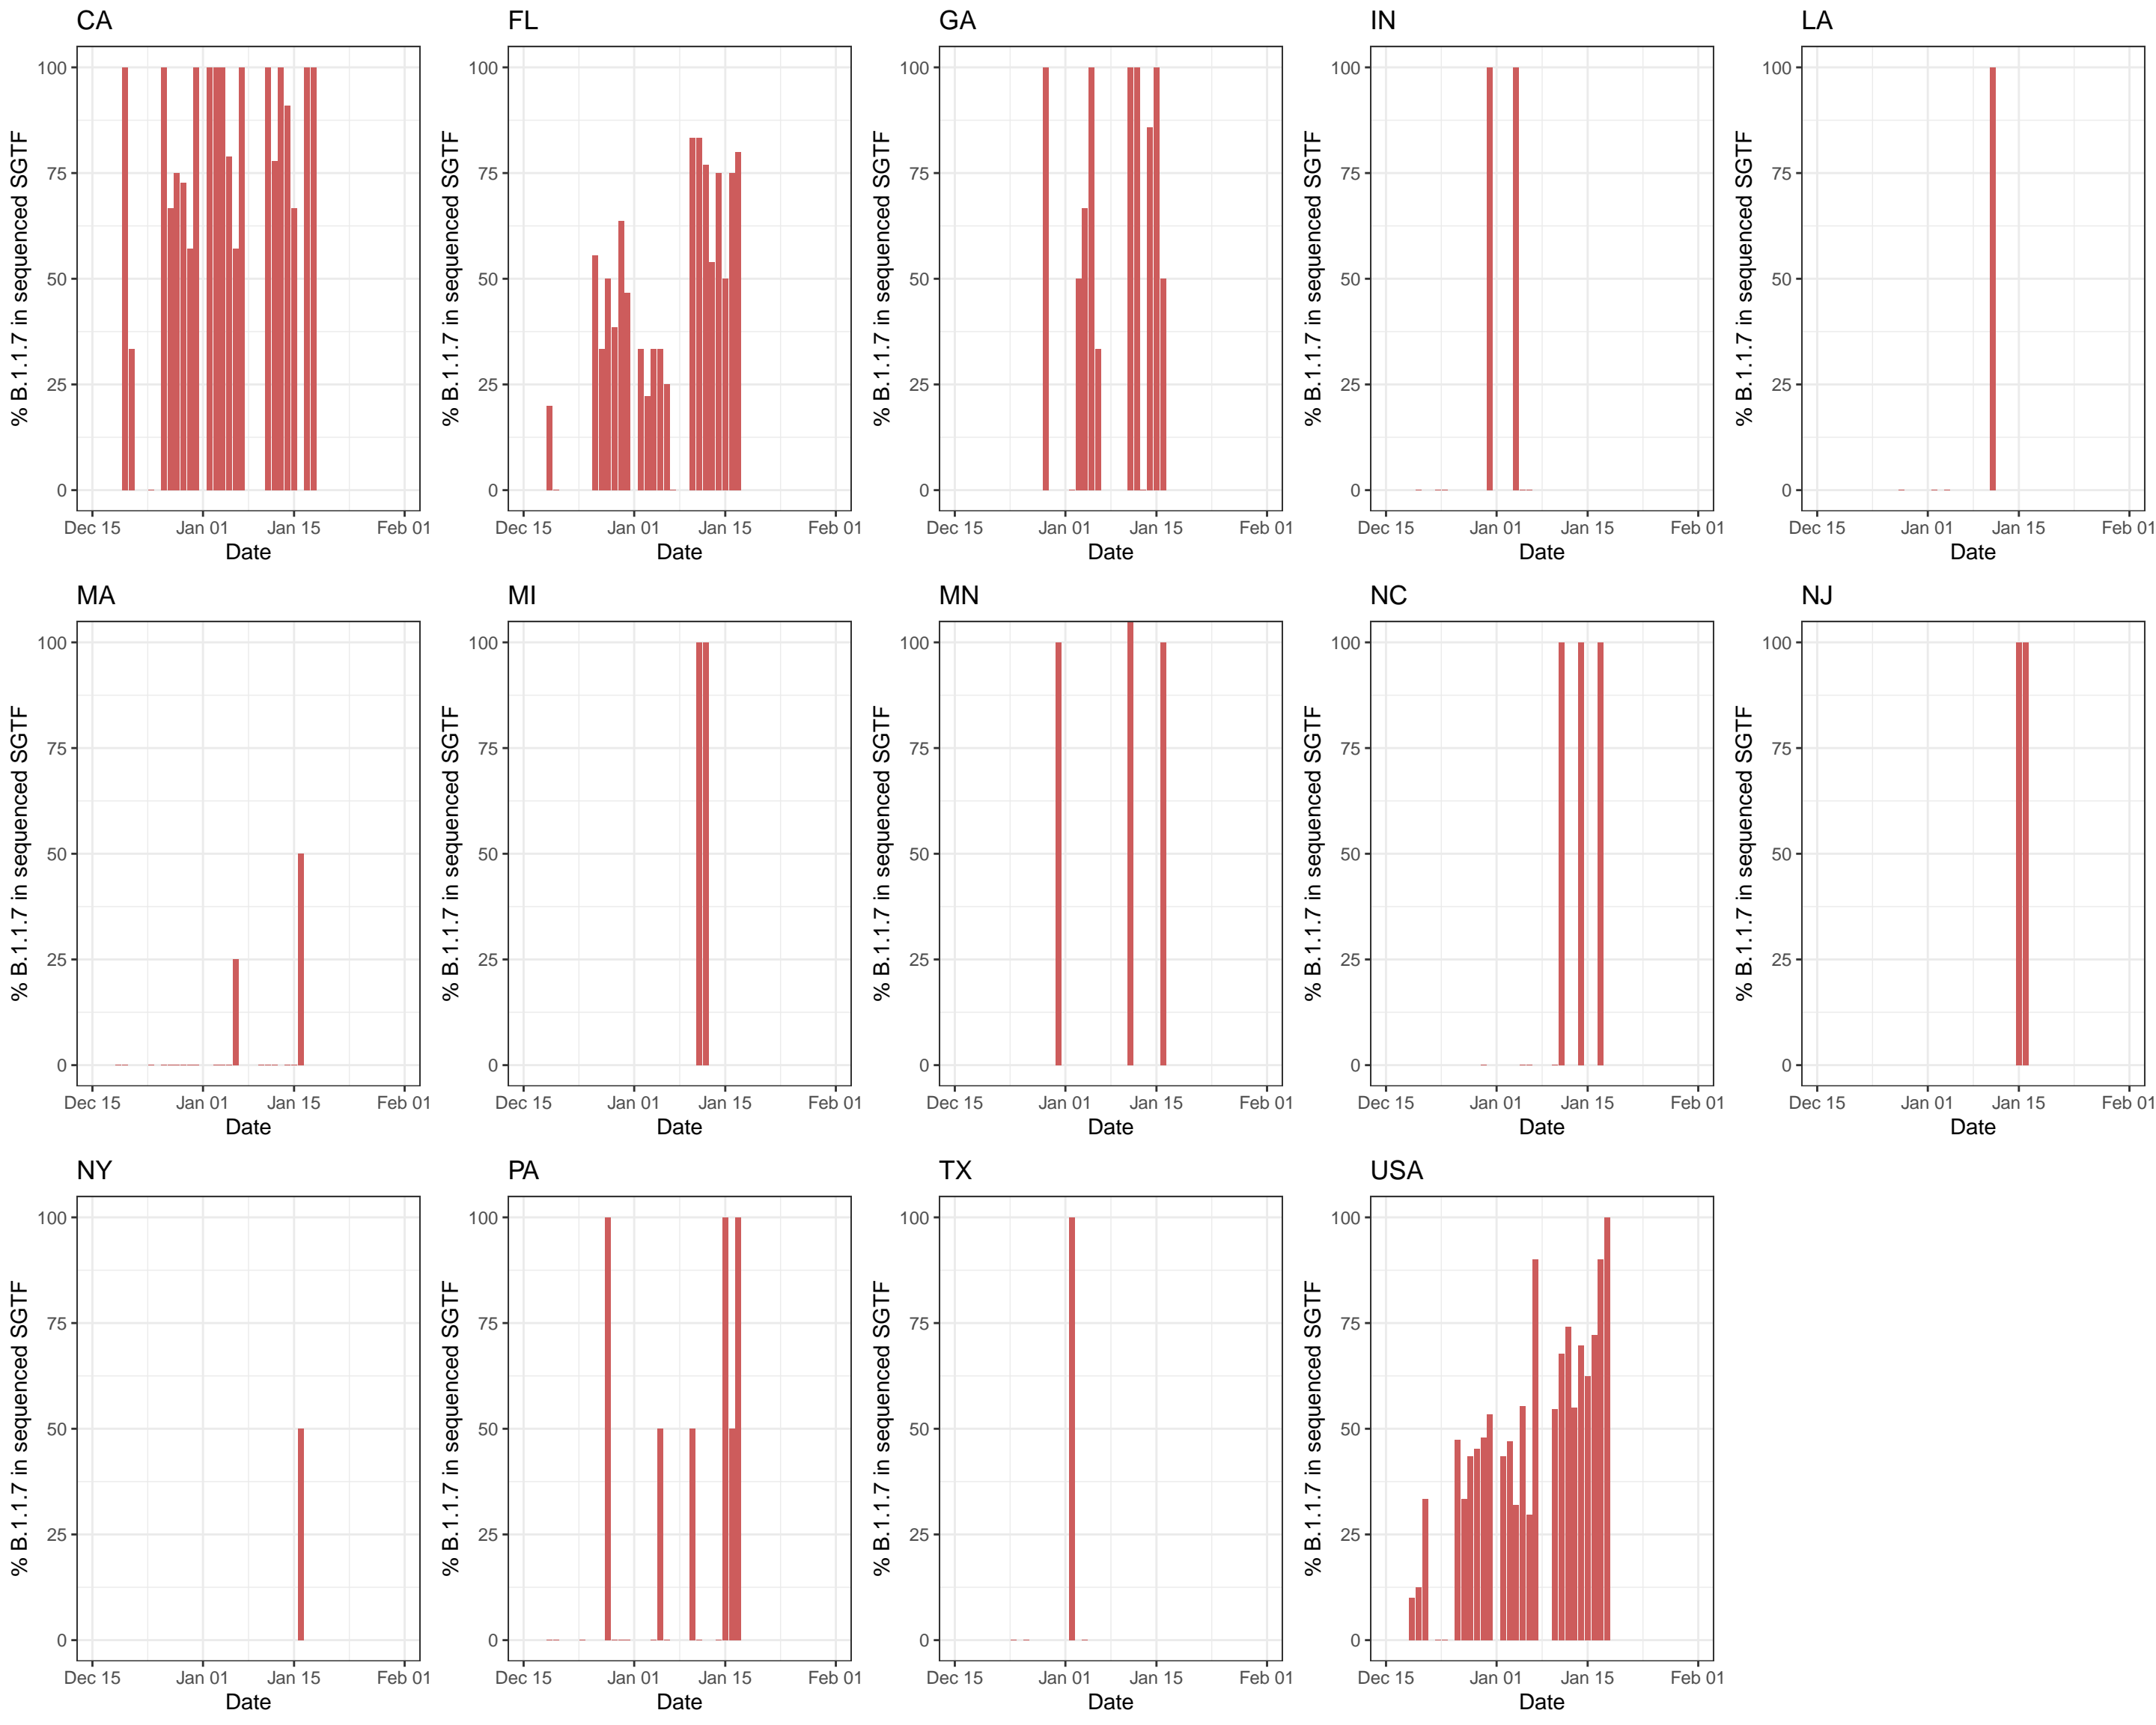 CA FL GA IN LA
% B.1.1.7 in sequenced SGTF % B.1.1.7 in sequenced SGTF % B.1.1.7 in sequenced SGTF % B.1.1.7 in sequenced SGTF % B.1.1.7 in sequenced SGTF
100 100 100 100 100
75 75 75 75 75
50 50 50 50 50
25 25 25 25 25
0 0 0 0 0
Dec 15 Jan 01 Jan 15 Feb 01 Dec 15 Jan 01 Jan 15 Feb 01 Dec 15 Jan 01 Jan 15 Feb 01 Dec 15 Jan 01 Jan 15 Feb 01 Dec 15 Jan 01 Jan 15 Feb 01
Date Date Date Date Date
MA MI MN NC NJ
% B.1.1.7 in sequenced SGTF % B.1.1.7 in sequenced SGTF % B.1.1.7 in sequenced SGTF % B.1.1.7 in sequenced SGTF % B.1.1.7 in sequenced SGTF
100 100 100 100 100
75 75 75 75 75
50 50 50 50 50
25 25 25 25 25
0 0 0 0 0
Dec 15 Jan 01 Jan 15 Feb 01 Dec 15 Jan 01 Jan 15 Feb 01 Dec 15 Jan 01 Jan 15 Feb 01 Dec 15 Jan 01 Jan 15 Feb 01 Dec 15 Jan 01 Jan 15 Feb 01
Date Date Date Date Date
NY PA TX USA
% B.1.1.7 in sequenced SGTF % B.1.1.7 in sequenced SGTF % B.1.1.7 in sequenced SGTF % B.1.1.7 in sequenced SGTF
100 100 100 100
75 75 75 75
50 50 50 50
25 25 25 25
0 0 0 0
Dec 15 Jan 01 Jan 15 Feb 01 Dec 15 Jan 01 Jan 15 Feb 01 Dec 15 Jan 01 Jan 15 Feb 01 Dec 15 Jan 01 Jan 15 Feb 01
Date Date Date Date